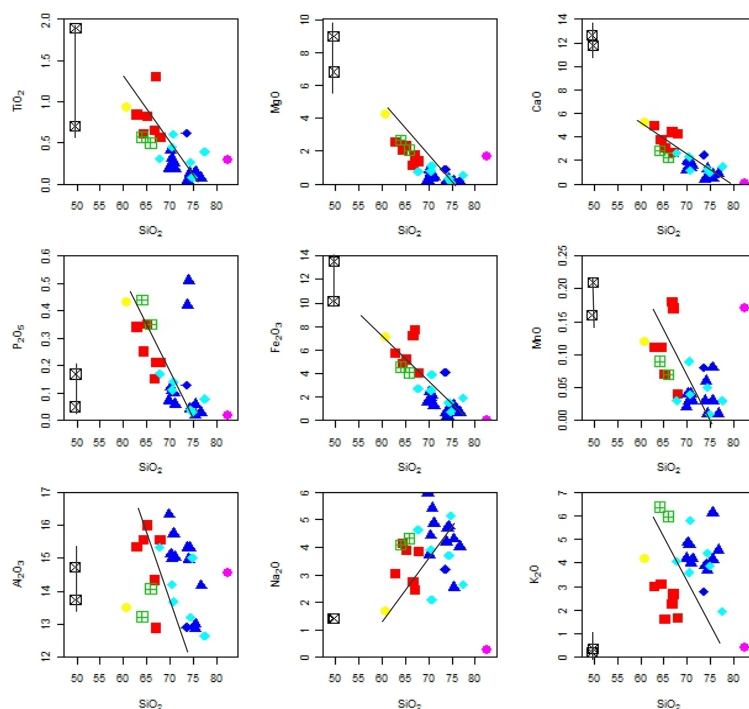 TiO2
0.0 0.5 1.0 1.5 2.0
50 55 60 65 70 75 80
SiO2
MgO
0 2 4 6 8 10
50 55 60 65 70 75 80
SiO2
CaO
0 2 4 6 8 10 12 14
50 55 60 65 70 75 80
SiO2
P2O5
0.0 0.1 0.2 0.3 0.4 0.5 0.6
50 55 60 65 70 75 80
SiO2
Fe2O3
0 2 4 6 8 10 12 14
50 55 60 65 70 75 80
SiO2
MnO
0.00 0.05 0.10 0.15 0.20 0.25
50 55 60 65 70 75 80
SiO2
Al2O3
12 13 14 15 16 17
50 55 60 65 70 75 80
SiO2
Na2O
0 1 2 3 4 5 6
50 55 60 65 70 75 80
SiO2
K2O
0 1 2 3 4 5 6 7
50 55 60 65 70 75 80
SiO2